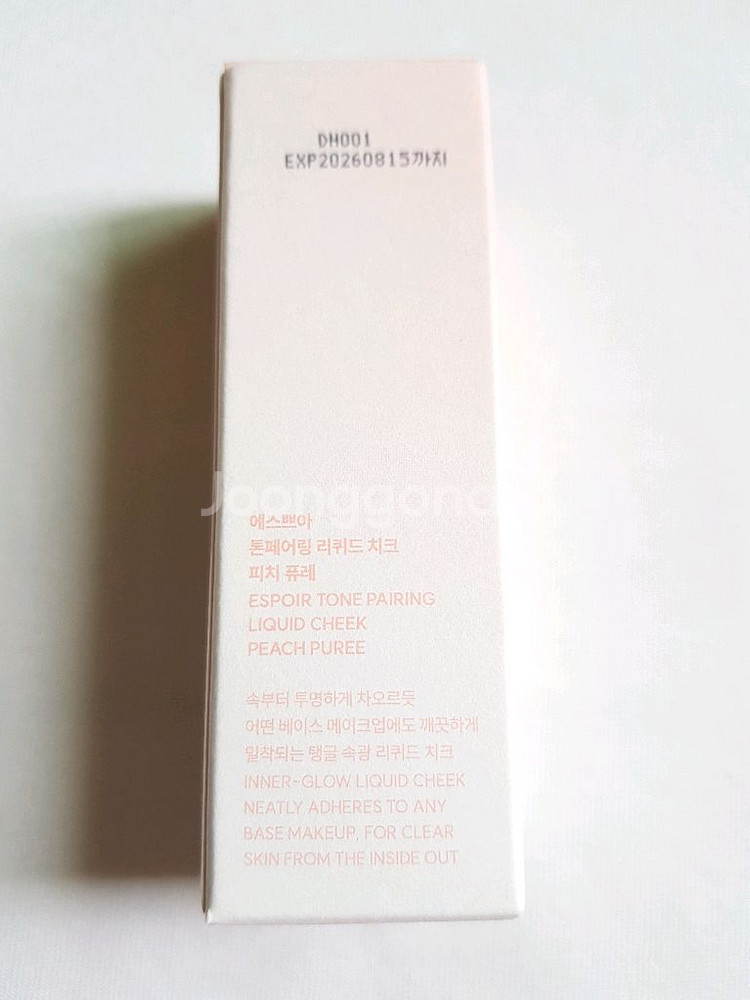 DH001
EXP20260815까지
Joonggona
에스쁘아
톤페어링 리퀴드 치크
피치 퓨레
ESPOIR TONE PAIRING
LIQUID CHEEK
PEACH PUREE
속부터 투명하게 차오르듯
어떤 베이스 메이크업에도 깨끗하게
밀착되는 탱글 속광 리퀴드 치크
INNER-GLOW LIQUID CHEEK
NEATLY ADHERES TO ANY
BASE MAKEUP, FOR CLEAR
SKIN FROM THE INSIDE OUT